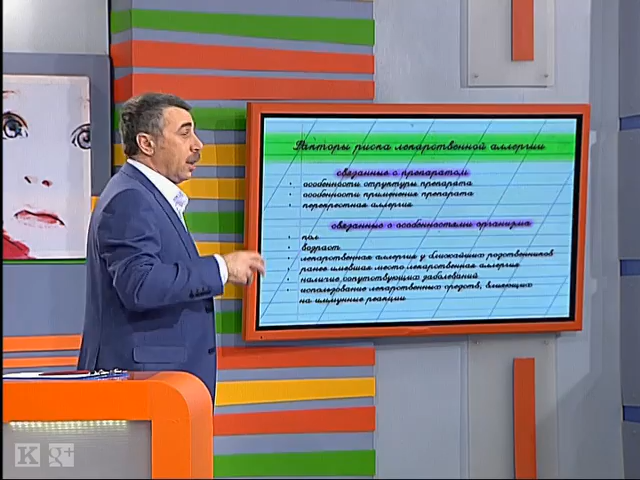 Факторы риска лекарственной аллергии
связанные с препаратом
• особенности структуры препарата
• особенности применения препарата
• перекрестная аллергия
связанные с особенностями организма
• пол
• возраст
• лекарственная аллергия у ближайших родственников
• ранее имевшая место лекарственная аллергия
• наличие сопутствующих заболеваний
• использование лекарственных средств, влияющих
на иммунные реакции
K g+